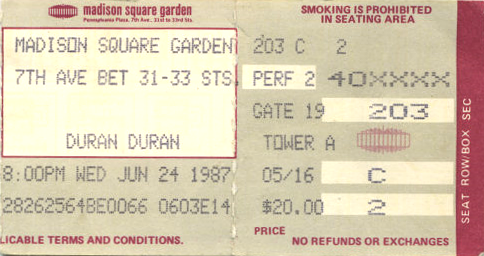 madison square garden
Pennsylvania Plaza, 7th Ave., 31st to 33rd Sts.
SMOKING IS PROHIBITED
IN SEATING AREA
MADISON SQUARE GARDEN 203 C 2
7TH AVE BET 31-33 STS. PERF 2 40XXXX
GATE 19 203
DURAN DURAN TOWER A
8:00PM WED JUN 24 1987 05/16 C
28262564BE0066 0603E14 $20.00 2
PRICE
LICABLE TERMS AND CONDITIONS. NO REFUNDS OR EXCHANGES
SEAT ROW/BOX SEC